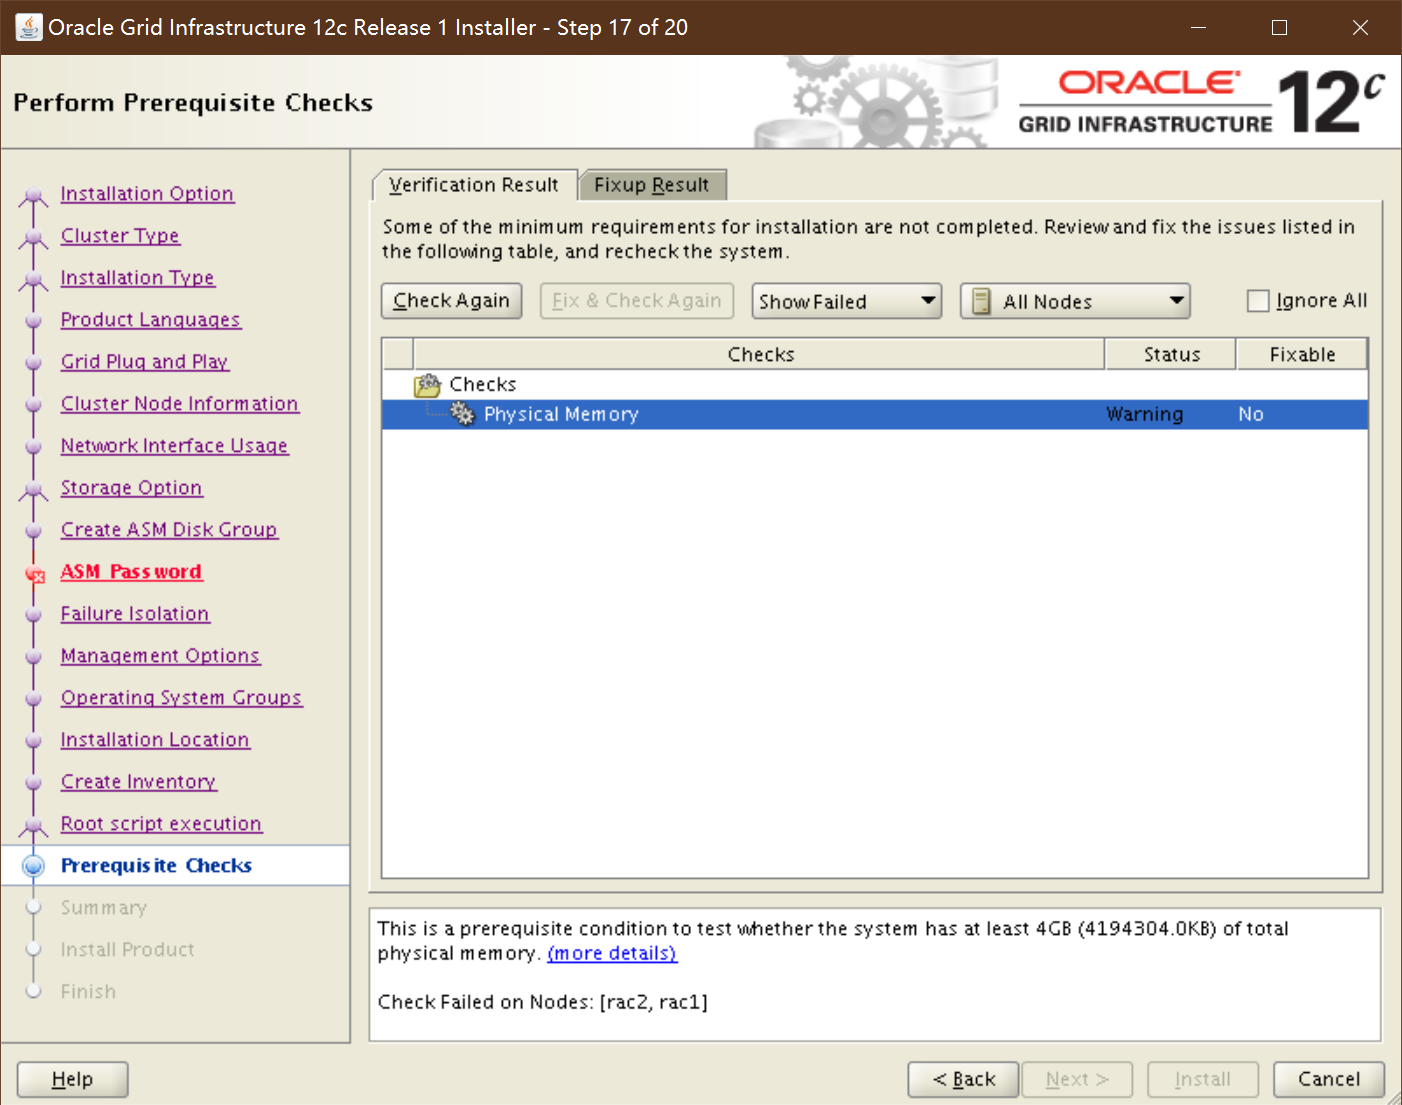 Oracle Grid Infrastructure 12c Release 1 Installer - Step 17 of 20
Perform Prerequisite Checks
ORACLE
GRID INFRASTRUCTURE
12c
Installation Option
Cluster Type
Installation Type
Product Languages
Grid Plug and Play
Cluster Node Information
Network Interface Usage
Storage Option
Create ASM Disk Group
ASM Password
Failure Isolation
Management Options
Operating System Groups
Installation Location
Create Inventory
Root script execution
Prerequisite Checks
Summary
Install Product
Finish
Verification Result Fixup Result
Some of the minimum requirements for installation are not completed. Review and fix the issues listed in
the following table, and recheck the system.
Check Again Fix & Check Again Show Failed All Nodes Ignore All
Checks Status Fixable
Checks
Physical Memory Warning No
This is a prerequisite condition to test whether the system has at least 4GB (4194304.0KB) of total
physical memory. (more details)
Check Failed on Nodes: [rac2, rac1]
Help < Back Next > Install Cancel